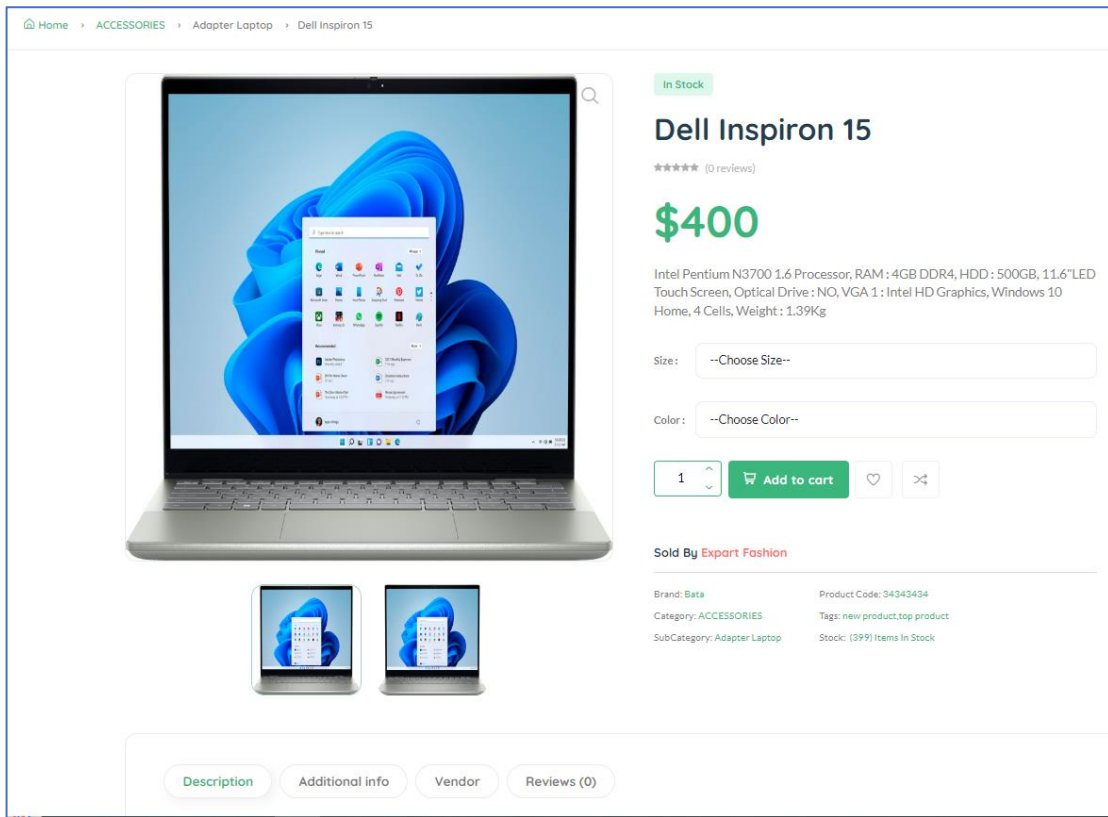 Home › ACCESSORIES › Adapter Laptop › Dell Inspiron 15
In Stock
Dell Inspiron 15
(0 reviews)
$400
Intel Pentium N3700 1.6 Processor, RAM : 4GB DDR4, HDD : 500GB, 11.6"LED
Touch Screen, Optical Drive : NO, VGA 1 : Intel HD Graphics, Windows 10
Home, 4 Cells, Weight : 1.39Kg
Size : --Choose Size--
Color : --Choose Color--
1 Add to cart
Sold By Expart Fashion
Brand: Bata Product Code: 34343434
Category: ACCESSORIES Tags: new product,top product
SubCategory: Adapter Laptop Stock: (399) Items In Stock
Description Additional info Vendor Reviews (0)